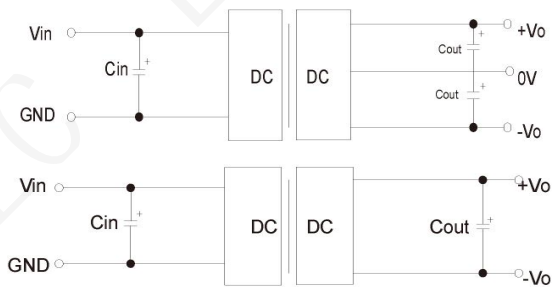 Vin
+Vo
Cout
+
Cin
+
DC
DC
0V
Cout
+
GND
-Vo
Vin
+Vo
Cin
+
DC
DC
Cout
+
GND
-Vo